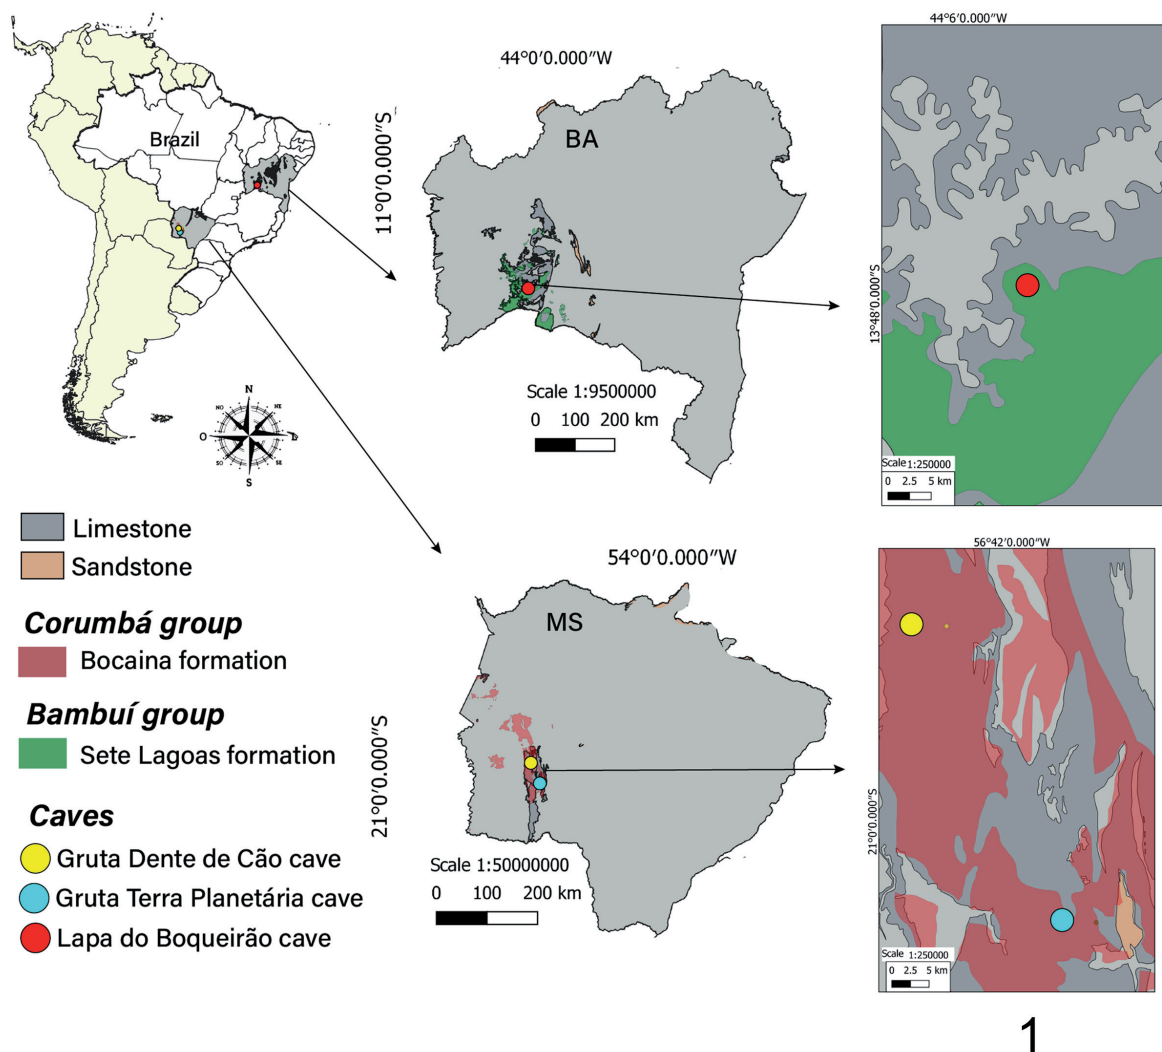 Brazil
N
NO
NE
O
L
SO
SE
S
44°0′0.000″W
11°0′0.000″S
BA
Scale 1:9500000
0 100 200 km
44°6′0.000″W
13°48′0.000″S
Scale 1:250000
0 2.5 5 km
Limestone
Sandstone
Corumbá group
Bocaina formation
Bambuí group
Sete Lagoas formation
Caves
Gruta Dente de Cão cave
Gruta Terra Planetária cave
Lapa do Boqueirão cave
54°0′0.000″W
21°0′0.000″S
MS
Scale 1:50000000
0 100 200 km
56°42′0.000″W
21°0′0.000″S
Scale 1:250000
0 2.5 5 km
1